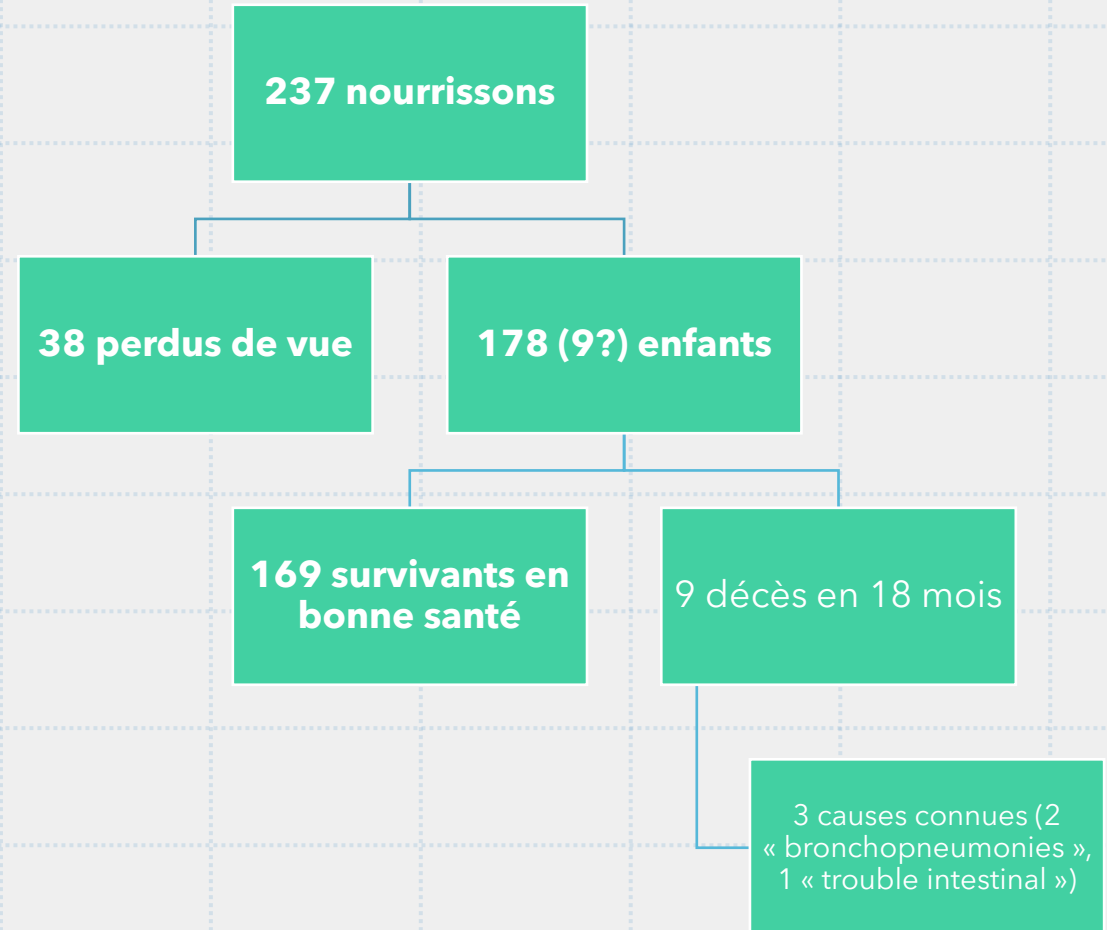 237 nourrissons
38 perdus de vue
178 (9?) enfants
169 survivants en
bonne santé
9 décès en 18 mois
3 causes connues (2
« bronchopneumonies »,
1 « trouble intestinal »)